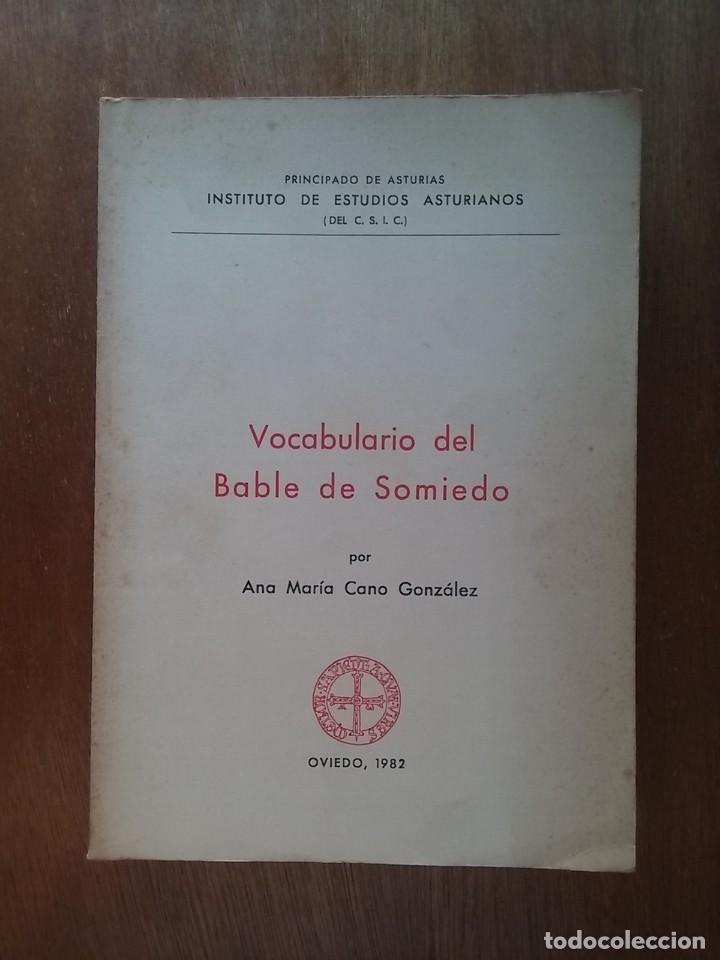 PRINCIPADO DE ASTURIAS
INSTITUTO DE ESTUDIOS ASTURIANOS
(DEL C. S. I. C.)
Vocabulario del
Bable de Somiedo
por
Ana María Cano González
OVIEDO, 1982
todocoleccion